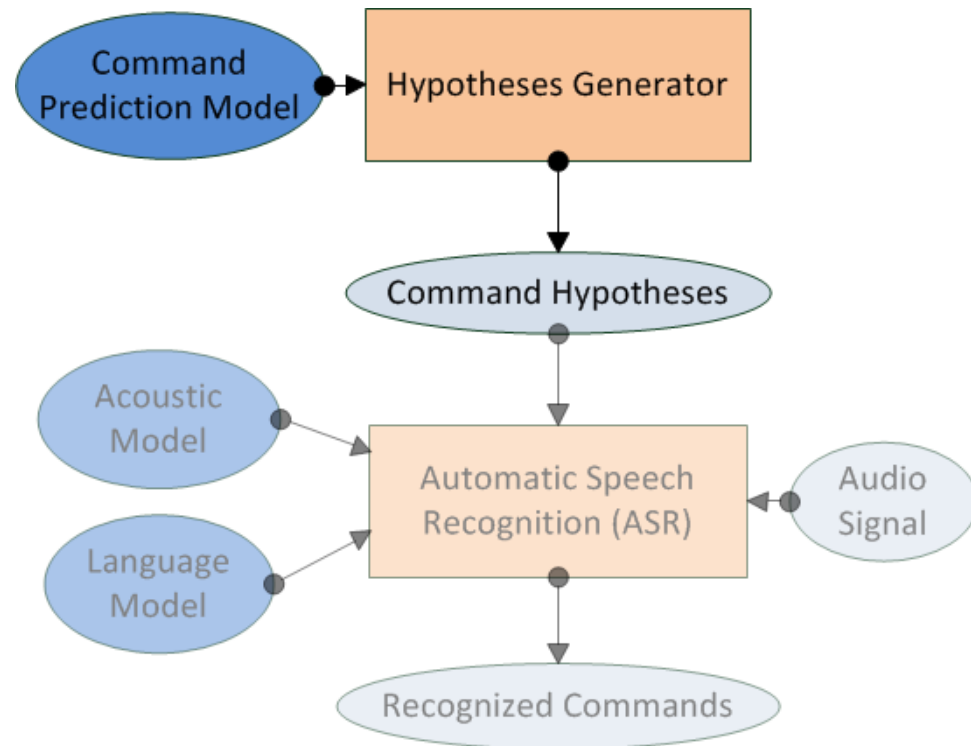 Command
Prediction Model
Hypotheses Generator
Command Hypotheses
Acoustic
Model
Automatic Speech
Recognition (ASR)
Audio
Signal
Language
Model
Recognized Commands